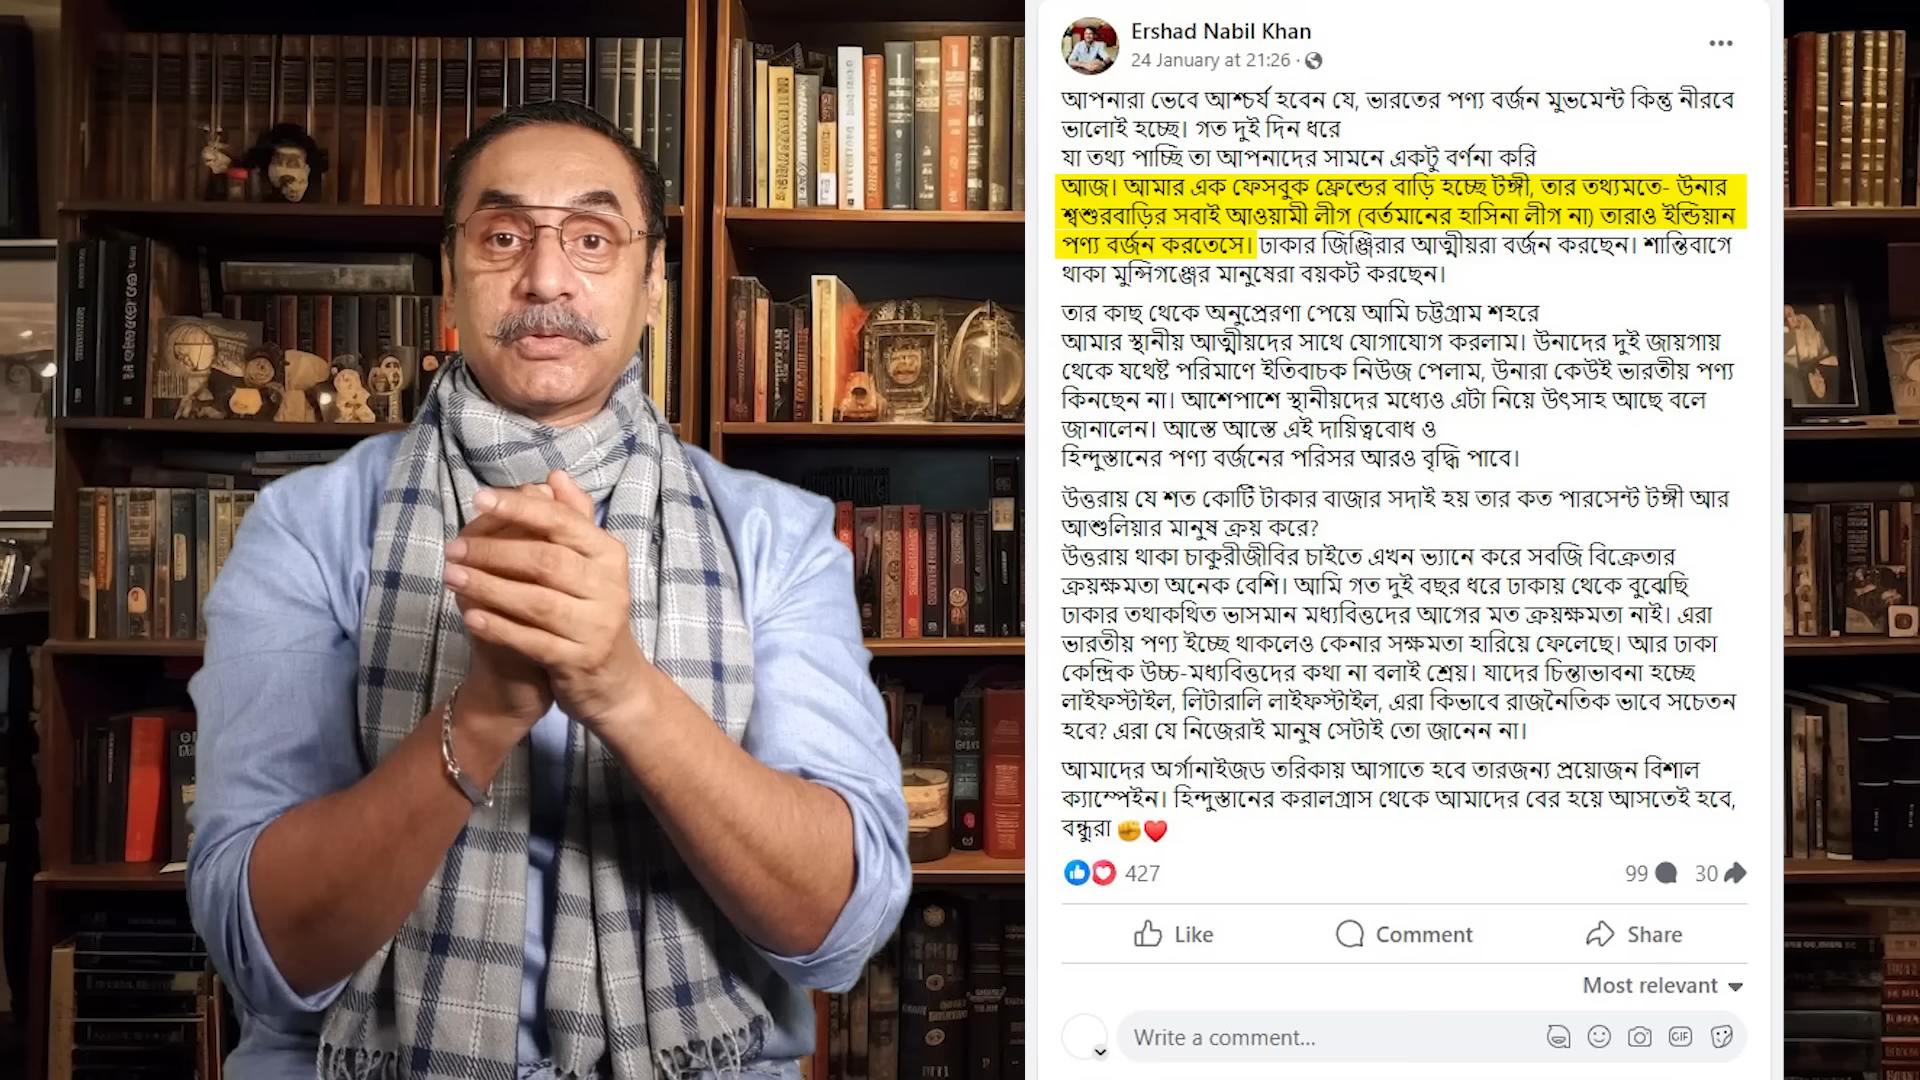 Ershad Nabil Khan
24 January at 21:26
আপনারা ভেবে আশ্চর্য হবেন যে, ভারতের পণ্য বর্জন মুভমেন্ট কিন্তু নীরবে
ভালোই হচ্ছে। গত দুই দিন ধরে
যা তথ্য পাচ্ছি তা আপনাদের সামনে একটু বর্ণনা করি
আজ। আমার এক ফেসবুক ফ্রেন্ডের বাড়ি হচ্ছে টঙ্গী, তার তথ্যমতে- উনার
শ্বশুরবাড়ির সবাই আওয়ামী লীগ (বর্তমানের হাসিনা লীগ না) তারাও ইন্ডিয়ান
পণ্য বর্জন করতেসে। ঢাকার জিঞ্জিরার আত্মীয়রা বর্জন করছেন। শান্তিবাগে
থাকা মুন্সিগঞ্জের মানুষেরা বয়কট করছেন।
তার কাছ থেকে অনুপ্রেরণা পেয়ে আমি চট্টগ্রাম শহরে
আমার স্থানীয় আত্মীয়দের সাথে যোগাযোগ করলাম। উনাদের দুই জায়গায়
থেকে যথেষ্ট পরিমাণে ইতিবাচক নিউজ পেলাম, উনারা কেউই ভারতীয় পণ্য
কিনছেন না। আশেপাশে স্থানীয়দের মধ্যেও এটা নিয়ে উৎসাহ আছে বলে
জানালেন। আস্তে আস্তে এই দায়িত্ববোধ ও
হিন্দুস্তানের পণ্য বর্জনের পরিসর আরও বৃদ্ধি পাবে।
উত্তরায় যে শত কোটি টাকার বাজার সদাই হয় তার কত পারসেন্ট টঙ্গী আর
আশুলিয়ার মানুষ ক্রয় করে?
উত্তরায় থাকা চাকুরীজীবির চাইতে এখন ভ্যানে করে সবজি বিক্রেতার
ক্রয়ক্ষমতা অনেক বেশি। আমি গত দুই বছর ধরে ঢাকায় থেকে বুঝেছি
ঢাকার তথাকথিত ভাসমান মধ্যবিত্তদের আগের মত ক্রয়ক্ষমতা নাই। এরা
ভারতীয় পণ্য ইচ্ছে থাকলেও কেনার সক্ষমতা হারিয়ে ফেলেছে। আর ঢাকা
কেন্দ্রিক উচ্চ-মধ্যবিত্তদের কথা না বলাই শ্রেয়। যাদের চিন্তাভাবনা হচ্ছে
লাইফস্টাইল, লিটারালি লাইফস্টাইল, এরা কিভাবে রাজনৈতিক ভাবে সচেতন
হবে? এরা যে নিজেরাই মানুষ সেটাই তো জানেন না।
আমাদের অর্গানাইজড তরিকায় আগাতে হবে তারজন্য প্রয়োজন বিশাল
ক্যাম্পেইন। হিন্দুস্তানের করালগ্রাস থেকে আমাদের বের হয়ে আসতেই হবে,
বন্ধুরা ✊❤️
427
99 30
Like Comment Share
Most relevant
Write a comment...
GIF